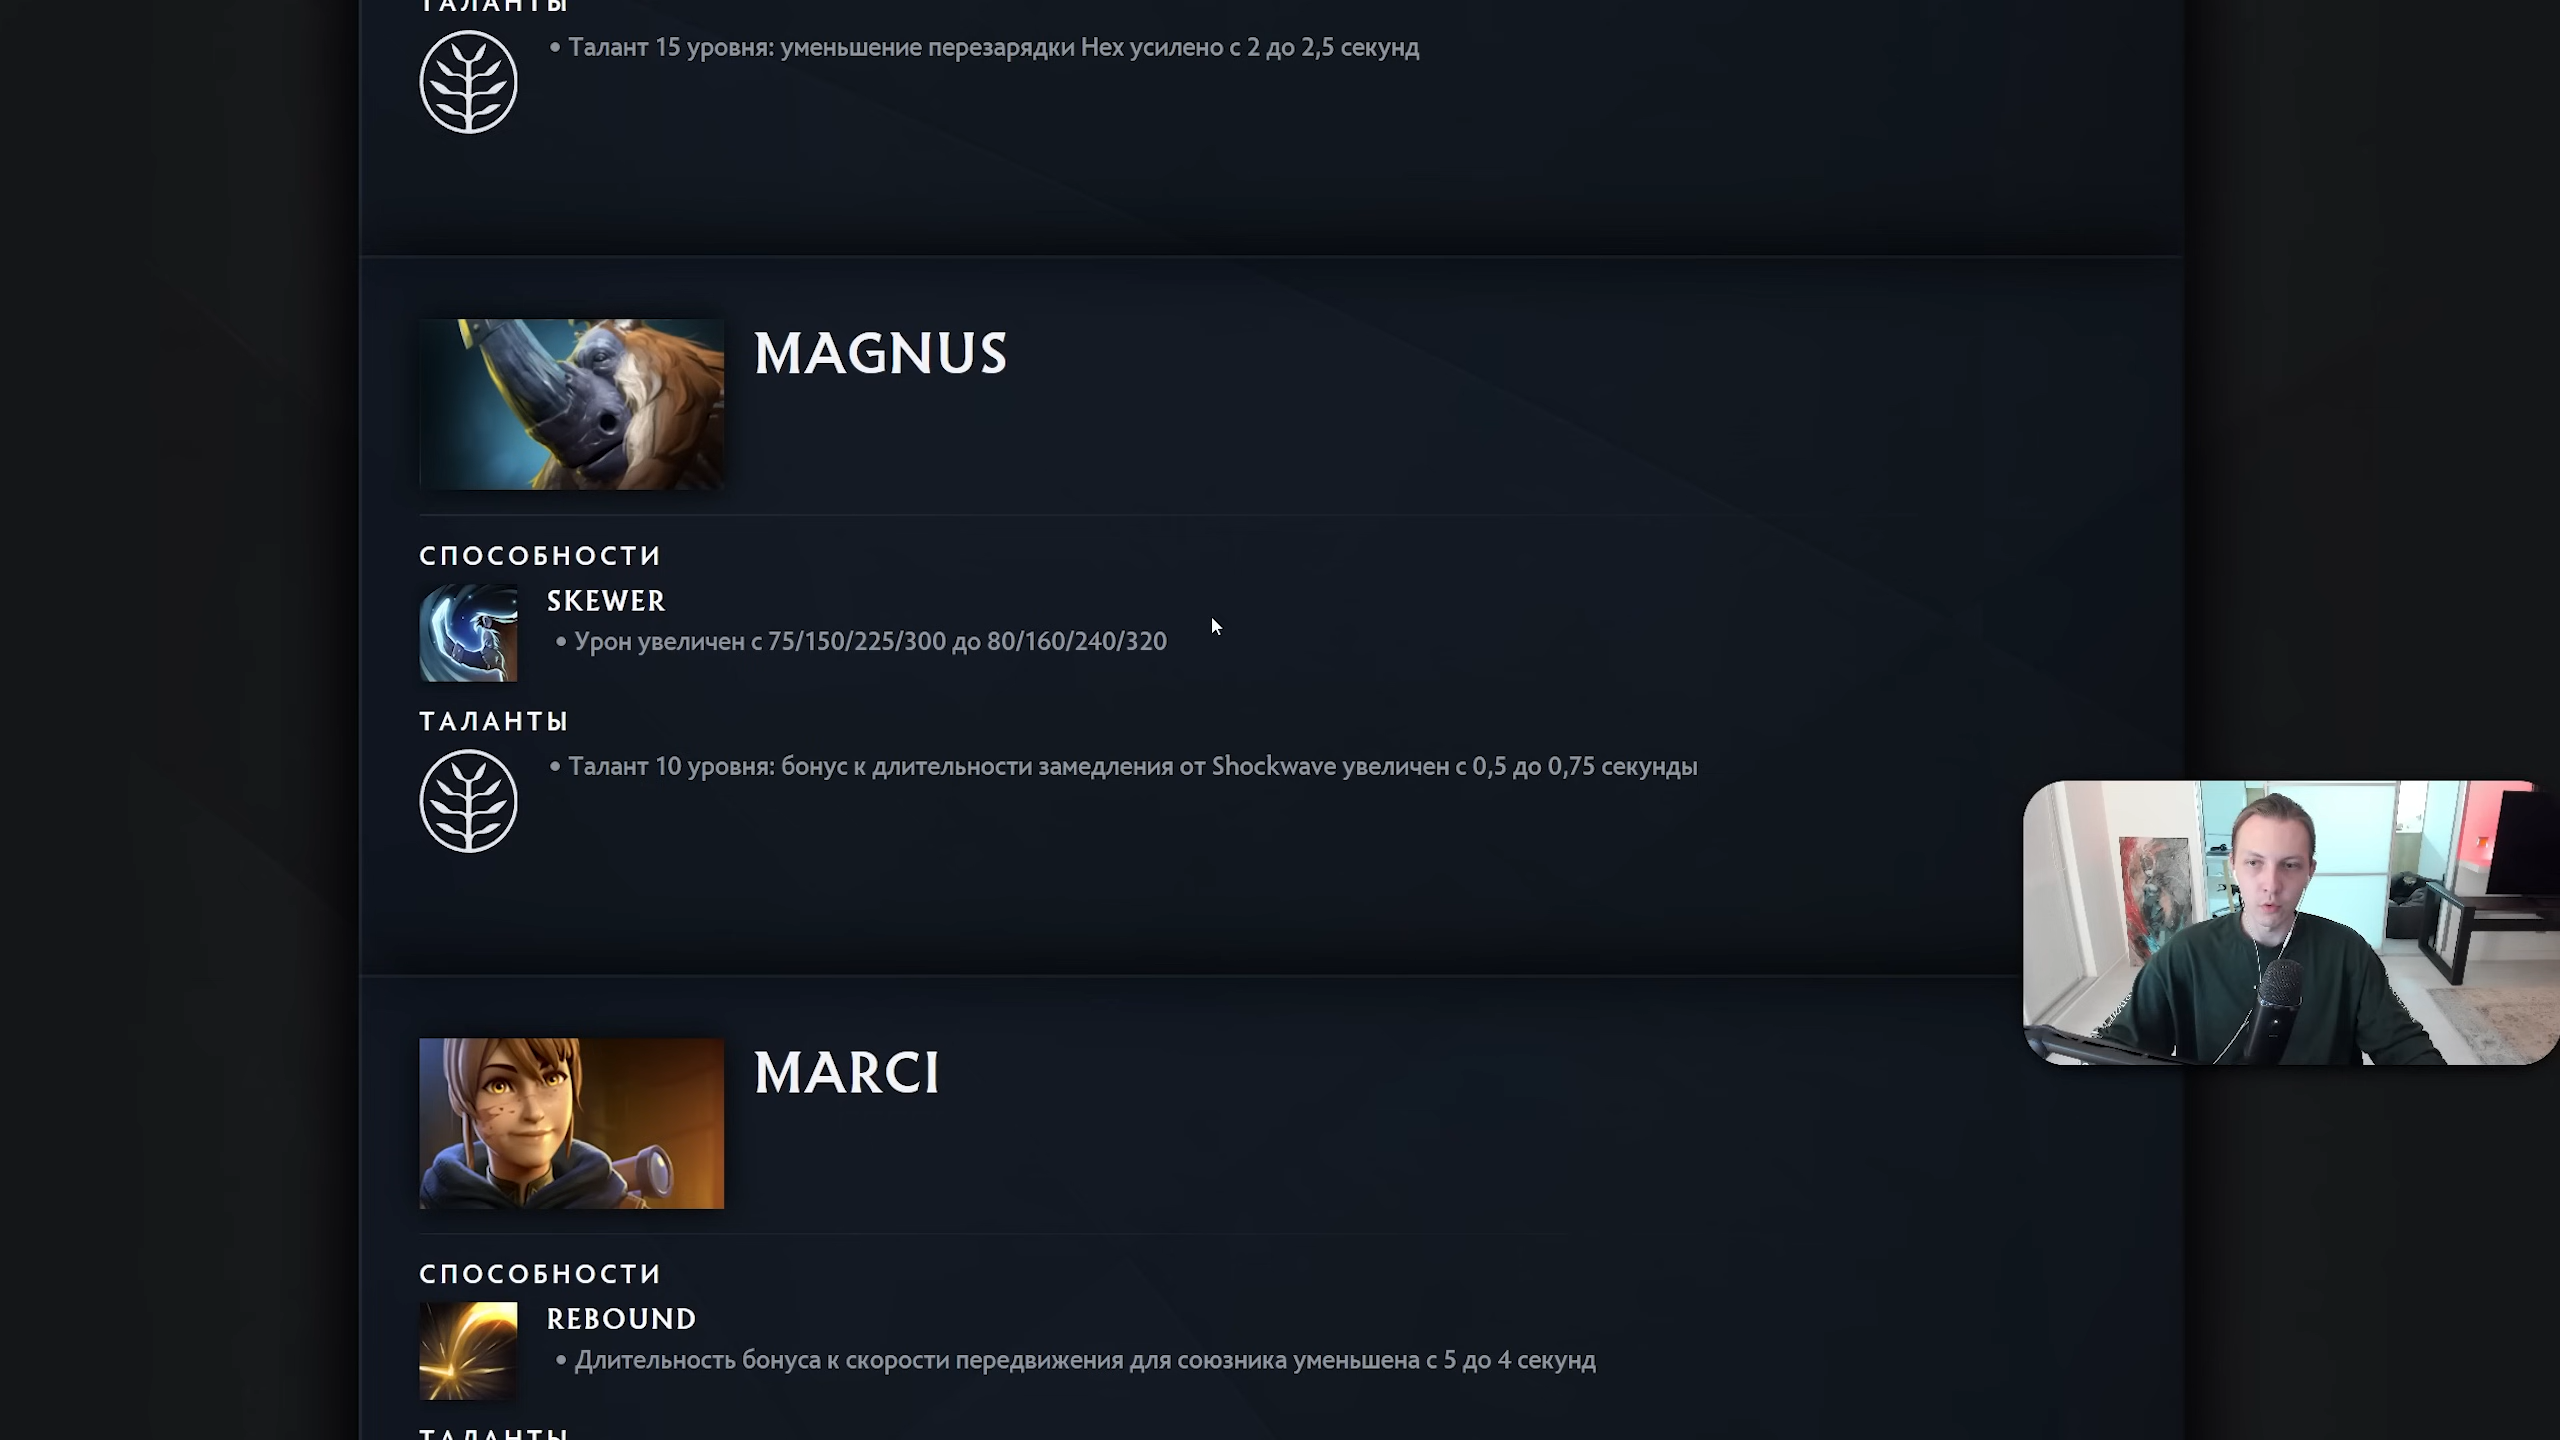 ТАЛАНТЫ
• Талант 15 уровня: уменьшение перезарядки Hex усилено с 2 до 2,5 секунд
MAGNUS
СПОСОБНОСТИ
SKEWER
• Урон увеличен с 75/150/225/300 до 80/160/240/320
ТАЛАНТЫ
• Талант 10 уровня: бонус к длительности замедления от Shockwave увеличен с 0,5 до 0,75 секунды
MARCI
СПОСОБНОСТИ
REBOUND
• Длительность бонуса к скорости передвижения для союзника уменьшена с 5 до 4 секунд
ТАЛАНТЫ